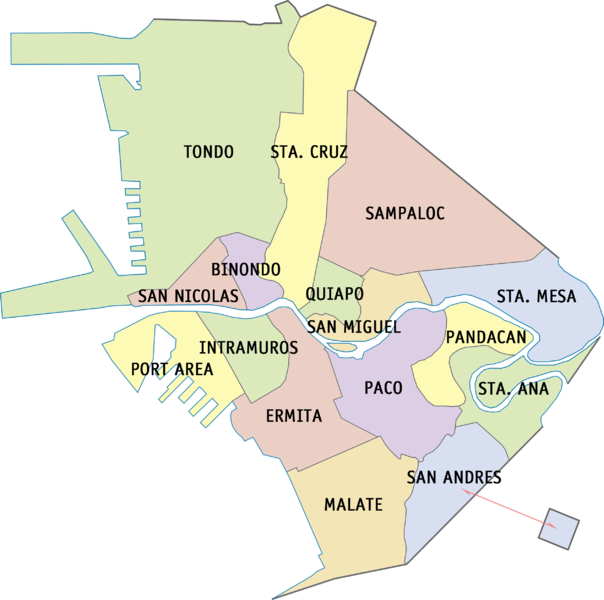 TONDO
STA. CRUZ
SAMPALOC
BINONDO
SAN NICOLAS
QUIAPO
STA. MESA
SAN MIGUEL
INTRAMUROS
PANDACAN
PORT AREA
PACO
STA. ANA
ERMITA
SAN ANDRES
MALATE